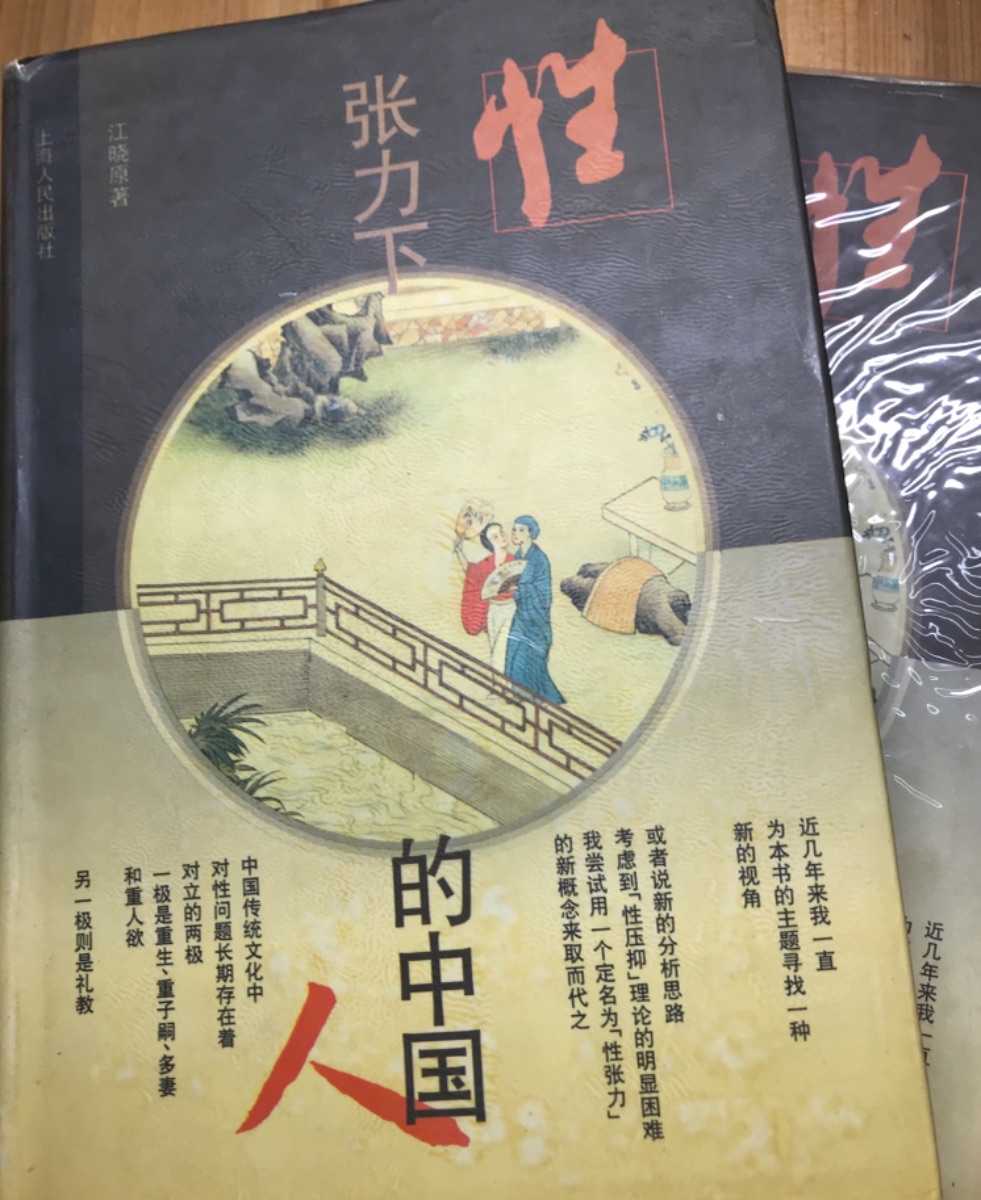 性
张力下
的中国
人
江晓原著
上海人民出版社
近几年来我一直
为本书的主题寻找一种
新的视角
或者说新的分析思路
考虑到「性压抑」理论的明显困难
我尝试用一个定名为「性张力」
的新概念来取而代之
中国传统文化中
对性问题长期存在着
对立的两极
一极是重生、重子嗣、多妻
和重人欲
另一极则是礼教
性
近几年来我一直